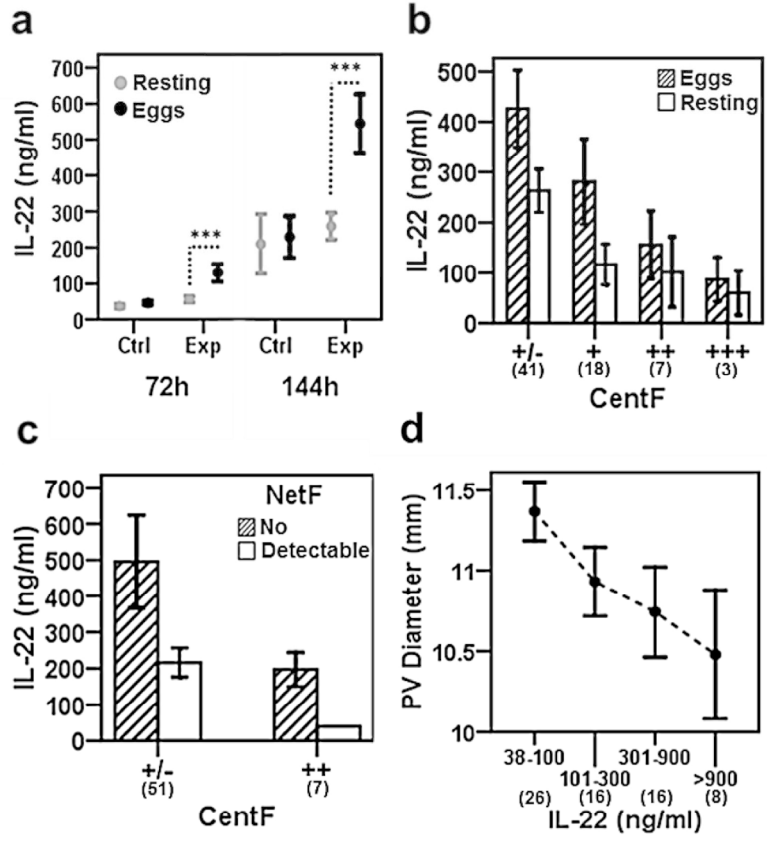 a
IL-22 (ng/ml)
700
600
500
400
300
200
100
0
Resting
Eggs
***
***
Ctrl Exp Ctrl Exp
72h 144h
b
IL-22 (ng/ml)
500
400
300
200
100
0
Eggs
Resting
+/- + ++ +++
(41) (18) (7) (3)
CentF
c
IL-22 (ng/ml)
700
600
500
400
300
200
100
0
NetF
No
Detectable
+/- ++
(51) (7)
CentF
d
PV Diameter (mm)
11.5
11
10.5
10
38-100 301-900
101-300 >900
(26) (16) (16) (8)
IL-22 (ng/ml)